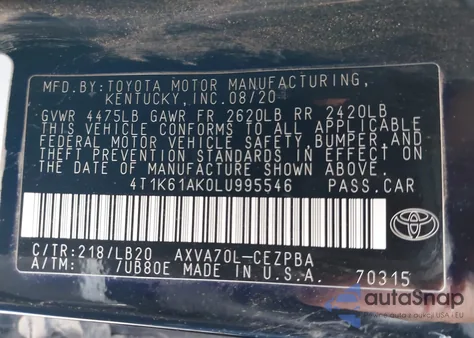 MFD.BY:TOYOTA MOTOR MANUFACTURING,
KENTUCKY, INC.08/20
GVWR 4475LB GAWR FR 2620LB RR 2420LB
THIS VEHICLE CONFORMS TO ALL APPLICABLE
FEDERAL MOTOR VEHICLE SAFETY, BUMPER, AND
THEFT PREVENTION STANDARDS IN EFFECT ON
THE DATE OF MANUFACTURE SHOWN ABOVE.
4T1K61AK0LU995546 PASS.CAR
C/TR:218/LB20 AXVA70L-CEZPBA
A/TM: /UB80E MADE IN U.S.A. 70315
TOYOTA
autoSnap